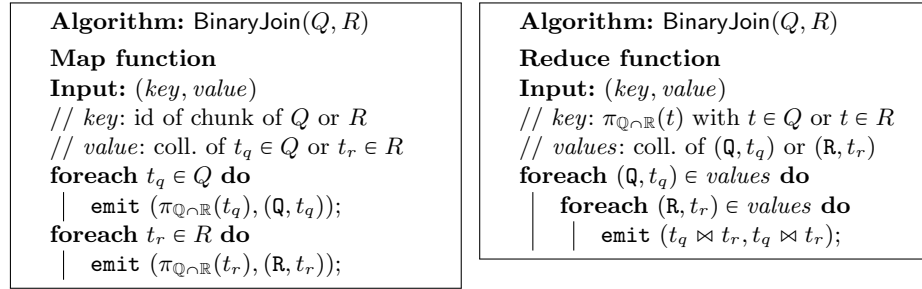 Algorithm: BinaryJoin(Q, R)
Map function
Input: (key, value)
// key: id of chunk of Q or R
// value: coll. of t_q ∈ Q or t_r ∈ R
foreach t_q ∈ Q do
emit (π_{ℚ∩ℝ}(t_q), (Q, t_q));
foreach t_r ∈ R do
emit (π_{ℚ∩ℝ}(t_r), (R, t_r));
Algorithm: BinaryJoin(Q, R)
Reduce function
Input: (key, value)
// key: π_{ℚ∩ℝ}(t) with t ∈ Q or t ∈ R
// values: coll. of (Q, t_q) or (R, t_r)
foreach (Q, t_q) ∈ values do
foreach (R, t_r) ∈ values do
emit (t_q ⋈ t_r, t_q ⋈ t_r);